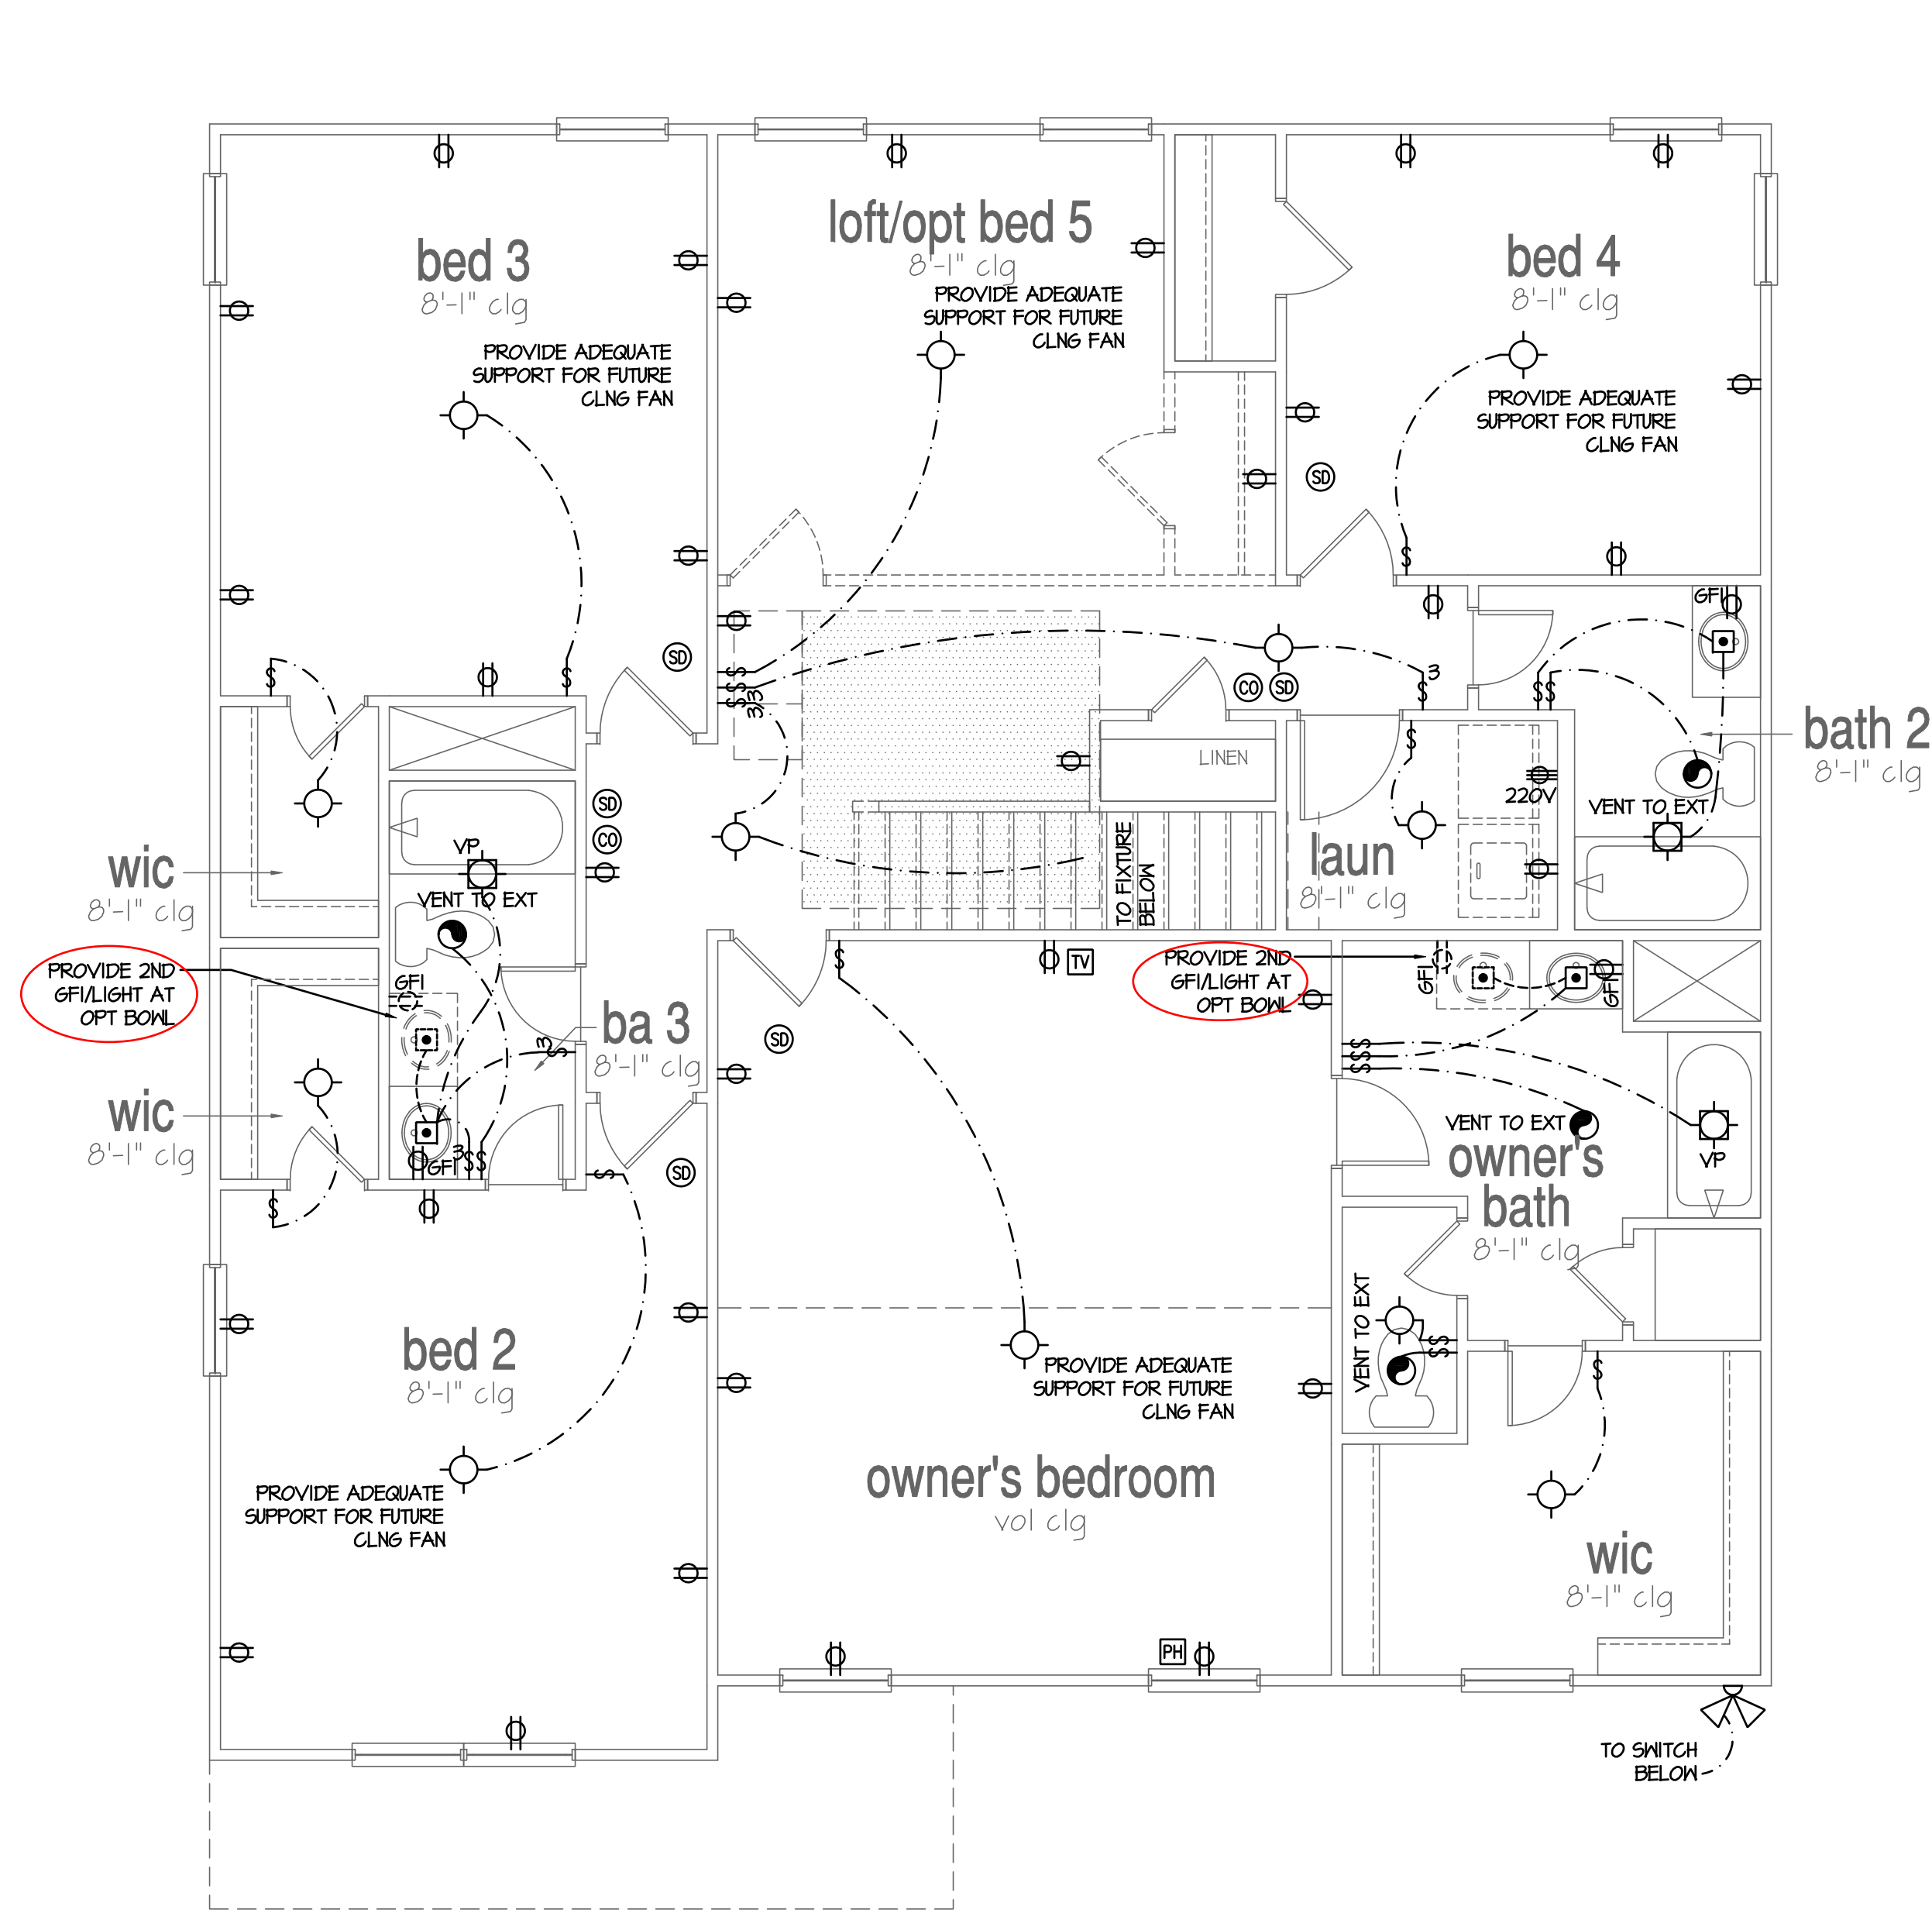 loft/opt bed 5
8'-1" clg
PROVIDE ADEQUATE
SUPPORT FOR FUTURE
CLNG FAN
bed 3
8'-1" clg
PROVIDE ADEQUATE
SUPPORT FOR FUTURE
CLNG FAN
bed 4
8'-1" clg
PROVIDE ADEQUATE
SUPPORT FOR FUTURE
CLNG FAN
SD
GFI
SD
S
S
S
S
S
S 3
S 3
CO
SD
3
S
S S
bath 2
8'-1" clg
LINEN
S
220V
VENT TO EXT
SD
CO
VP
VENT TO EXT
wic
8'-1" clg
TO FIXTURE
BELOW
laun
8'-1" clg
PROVIDE 2ND
GFI/LIGHT AT
OPT BOWL
GFI
S
TV
PROVIDE 2ND
GFI/LIGHT AT
OPT BOWL
GFI
GFI
ba 3
8'-1" clg
3
S
SD
S
S
S
wic
8'-1" clg
3
GFI
S S
S
SD
S
VENT TO EXT
VP
owner's
bath
8'-1" clg
VENT TO EXT
S
S
S
bed 2
8'-1" clg
PROVIDE ADEQUATE
SUPPORT FOR FUTURE
CLNG FAN
PROVIDE ADEQUATE
SUPPORT FOR FUTURE
CLNG FAN
owner's bedroom
vol clg
wic
8'-1" clg
PH
TO SWITCH
BELOW